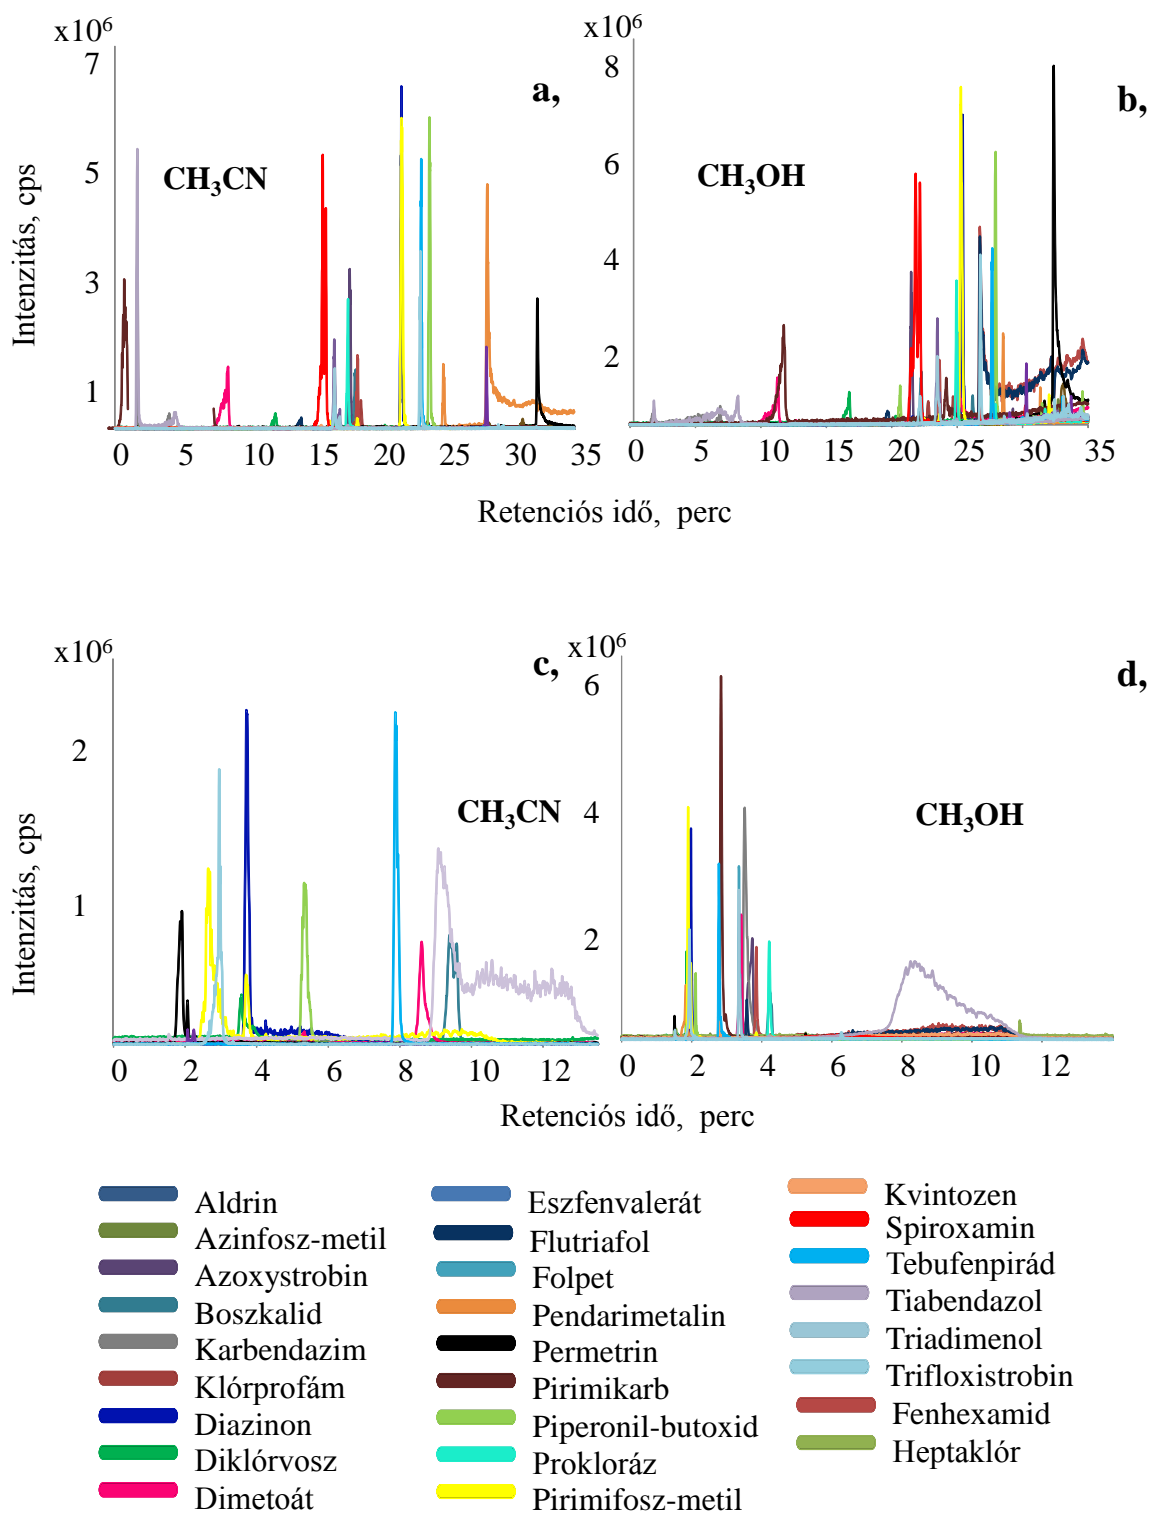 x10⁶
7
5
3
1
Intenzitás, cps
a,
CH₃CN
0 5 15 20 25 30 35
x10⁶
8
6
4
2
b,
CH₃OH
0 5 10 20 25 30 35
Retenciós idő, perc
x10⁶
2
1
Intenzitás, cps
c,
CH₃CN
0 2 4 6 8 10 12
x10⁶
6
4
2
d,
CH₃OH
0 2 4 6 8 10 12
Retenciós idő, perc
Aldrin
Azinfosz-metil
Azoxystrobin
Boszkalid
Karbendazim
Klórprofám
Diazinon
Diklórvosz
Dimetoát
Eszfenvalerát
Flutriafol
Folpet
Pendarimetalin
Permetrin
Pirimikarb
Piperonil-butoxid
Prokloráz
Pirimifosz-metil
Kvintozen
Spiroxamin
Tebufenpirád
Tiabendazol
Triadimenol
Trifloxistrobin
Fenhexamid
Heptaklór